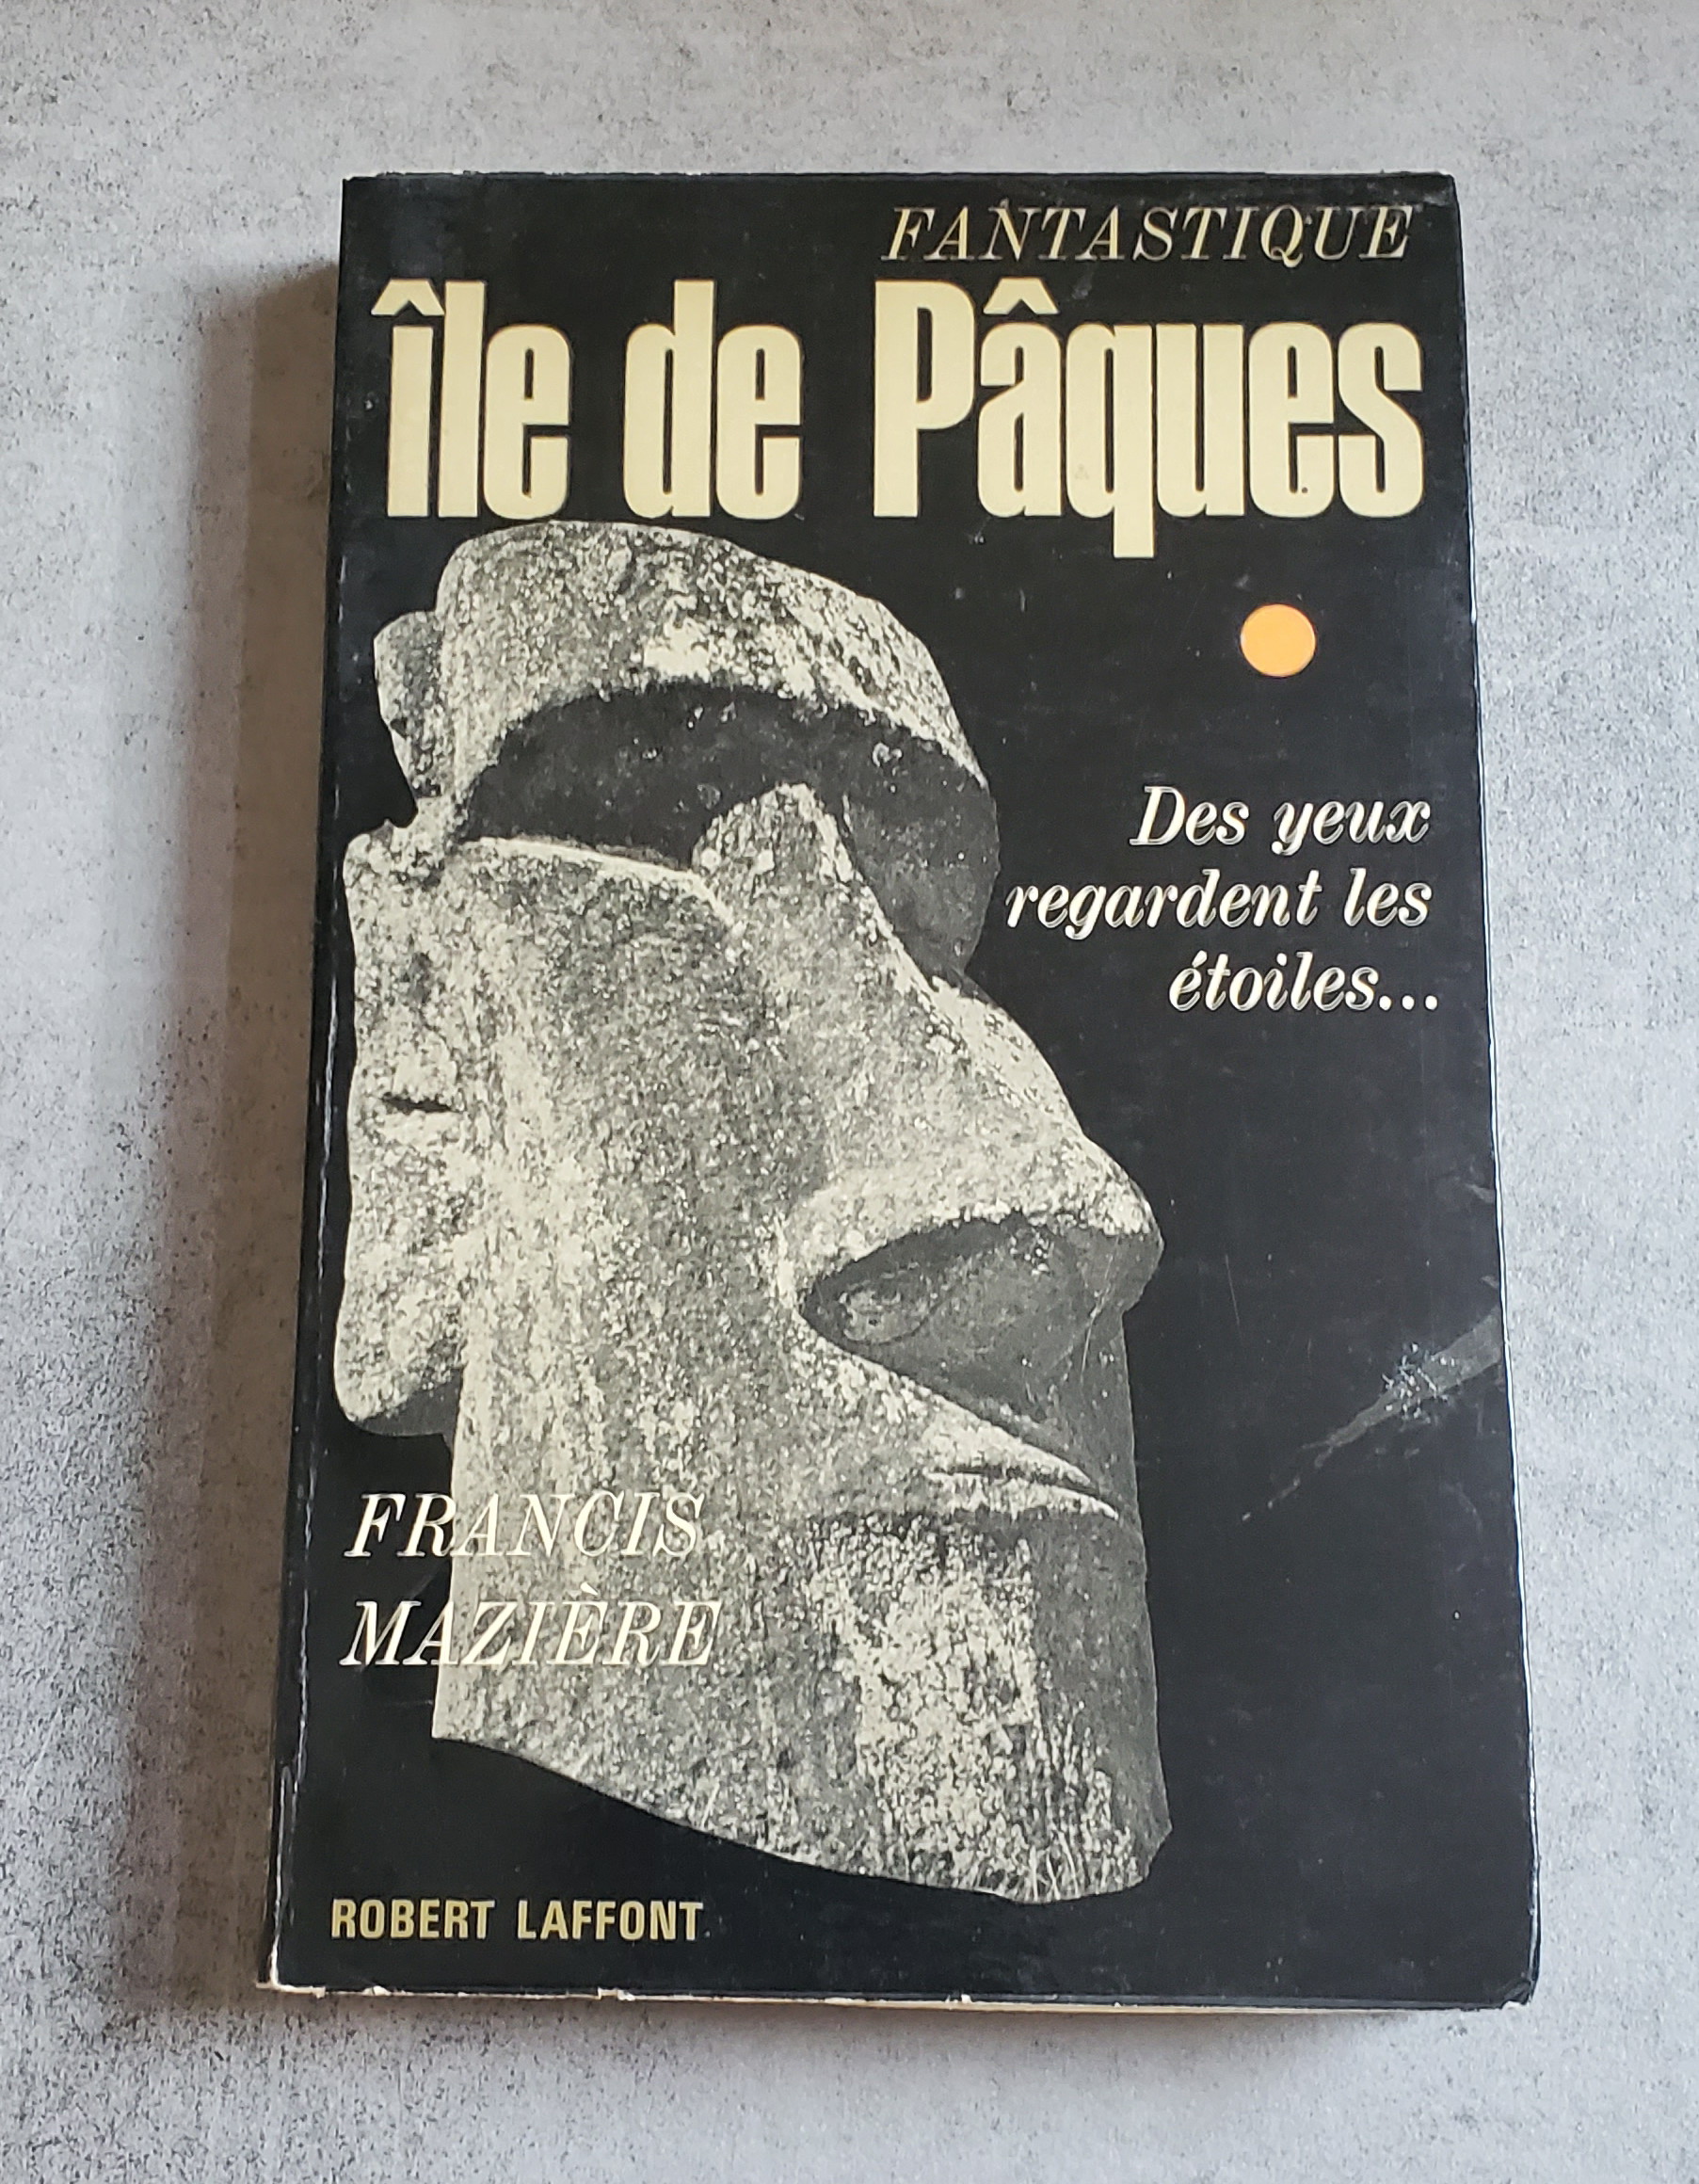 FANTASTIQUE
île de Pâques
Des yeux
regardent les
étoiles...
FRANCIS
MAZIÈRE
ROBERT LAFFONT